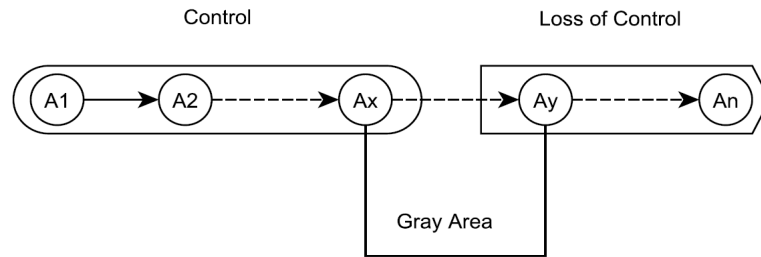 Control
Loss of Control
A1
A2
Ax
Ay
An
Gray Area